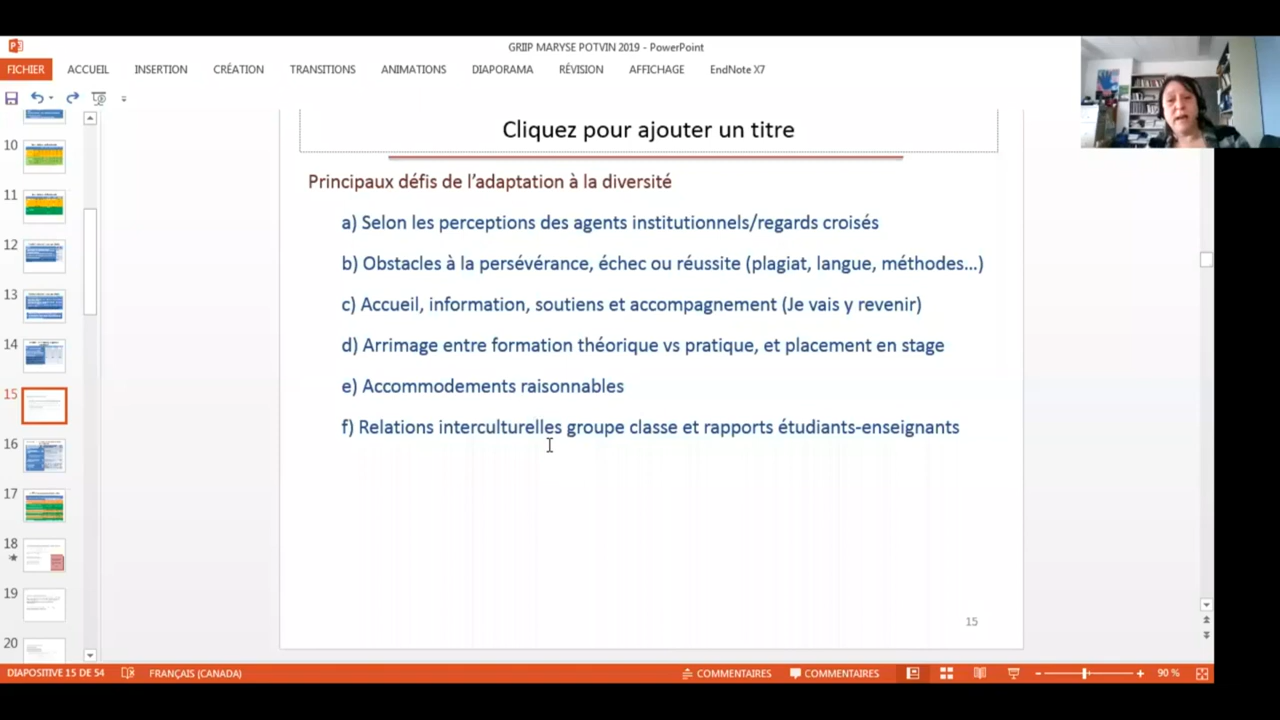 GRIIP MARYSE POTVIN 2019 - PowerPoint
FICHIER ACCUEIL INSERTION CRÉATION TRANSITIONS ANIMATIONS DIAPORAMA RÉVISION AFFICHAGE EndNote X7
Cliquez pour ajouter un titre
Principaux défis de l’adaptation à la diversité
a) Selon les perceptions des agents institutionnels/regards croisés
b) Obstacles à la persévérance, échec ou réussite (plagiat, langue, méthodes…)
c) Accueil, information, soutiens et accompagnement (Je vais y revenir)
d) Arrimage entre formation théorique vs pratique, et placement en stage
e) Accommodements raisonnables
f) Relations interculturelles groupe classe et rapports étudiants-enseignants
15
10
11
12
13
14
15
16
17
18
19
20
DIAPOSITIVE 15 DE 54 FRANÇAIS (CANADA) COMMENTAIRES COMMENTAIRES 90 %